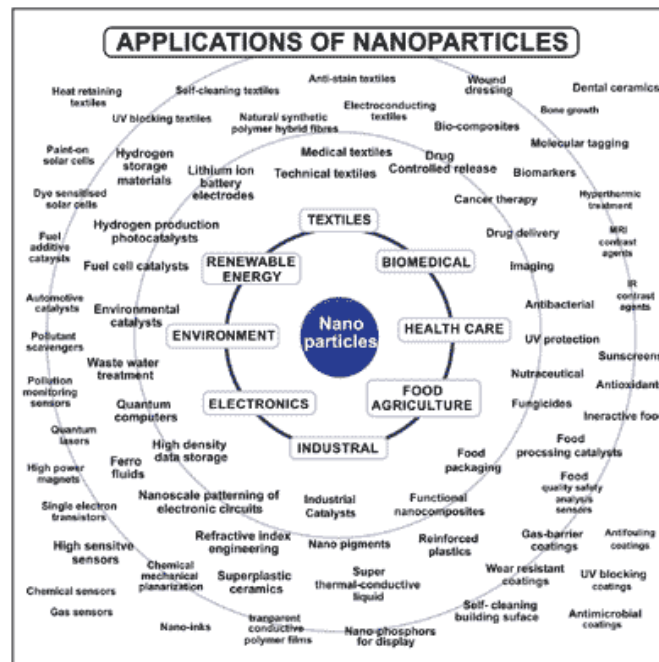 APPLICATIONS OF NANOPARTICLES
Heat retaining
textiles
Self-cleaning textiles
Anti-stain textiles
Wound
dressing
Dental ceramics
UV blocking textiles
Natural/ synthetic
polymer hybrid fibres
Electroconducting
textiles
Bio-composites
Bone growth
Molecular tagging
Paint-on
solar cells
Hydrogen
storage
materials
Lithium ion
battery
electrodes
Medical textiles
Technical textiles
Drug
Controlled release
Biomarkers
Dye sensitised
solar cells
Cancer therapy
Hyperthermic
treatment
Hydrogen production
photocatalysts
TEXTILES
Drug delivery
MRI
contrast
agents
Fuel
additive
catalysts
Fuel cell catalysts
RENEWABLE
ENERGY
BIOMEDICAL
Imaging
IR
contrast
agents
Automotive
catalysts
Environmental
catalysts
Antibacterial
Pollutant
scavengers
ENVIRONMENT
Nano
particles
HEALTH CARE
UV protection
Sunscreens
Waste water
treatment
Nutraceutical
Antioxidant
Pollution
monitoring
sensors
Quantum
computers
ELECTRONICS
FOOD
AGRICULTURE
Fungicides
Ineractive food
Quantum
lasers
High density
data storage
INDUSTRAL
Food
procssing catalysts
High power
magnets
Ferro
fluids
Food
packaging
Food
quality safety
analysis
sensors
Single electron
transistors
Nanoscale patterning of
electronic circuits
Industrial
Catalysts
Functional
nanocomposites
High sensitve
sensors
Refractive index
engineering
Nano pigments
Reinforced
plastics
Gas-barrier
coatings
Antifouling
coatings
Chemical sensors
Chemical
mechanical
planarization
Superplastic
ceramics
Super
thermal-conductive
liquid
Wear resistant
coatings
UV blocking
coatings
Gas sensors
Nano-inks
tranparent
conductive
polymer films
Nano-phosphors
for display
Self- cleaning
building suface
Antimicrobial
coatings